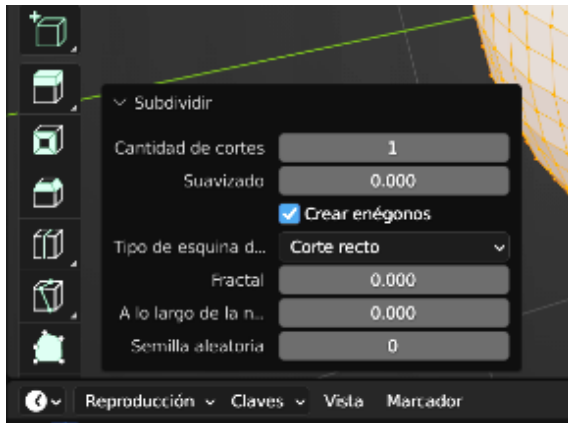 Subdividir
Cantidad de cortes 1
Suavizado 0.000
Crear enégonos
Tipo de esquina d... Corte recto
Fractal 0.000
A lo largo de la n... 0.000
Semilla aleatoria 0
Reproducción Claves Vista Marcador